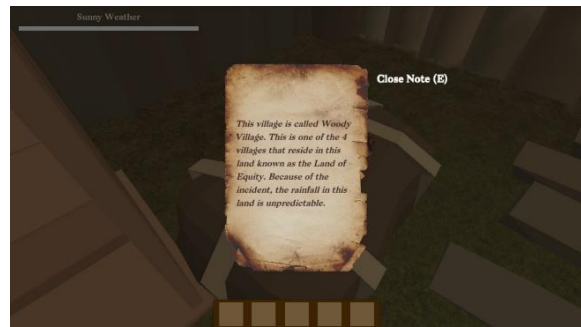 Sunny Weather
Close Note (E)
This village is called Woody
Village. This is one of the 4
villages that reside in this
land known as the Land of
Equity. Because of the
incident, the rainfall in this
land is unpredictable.